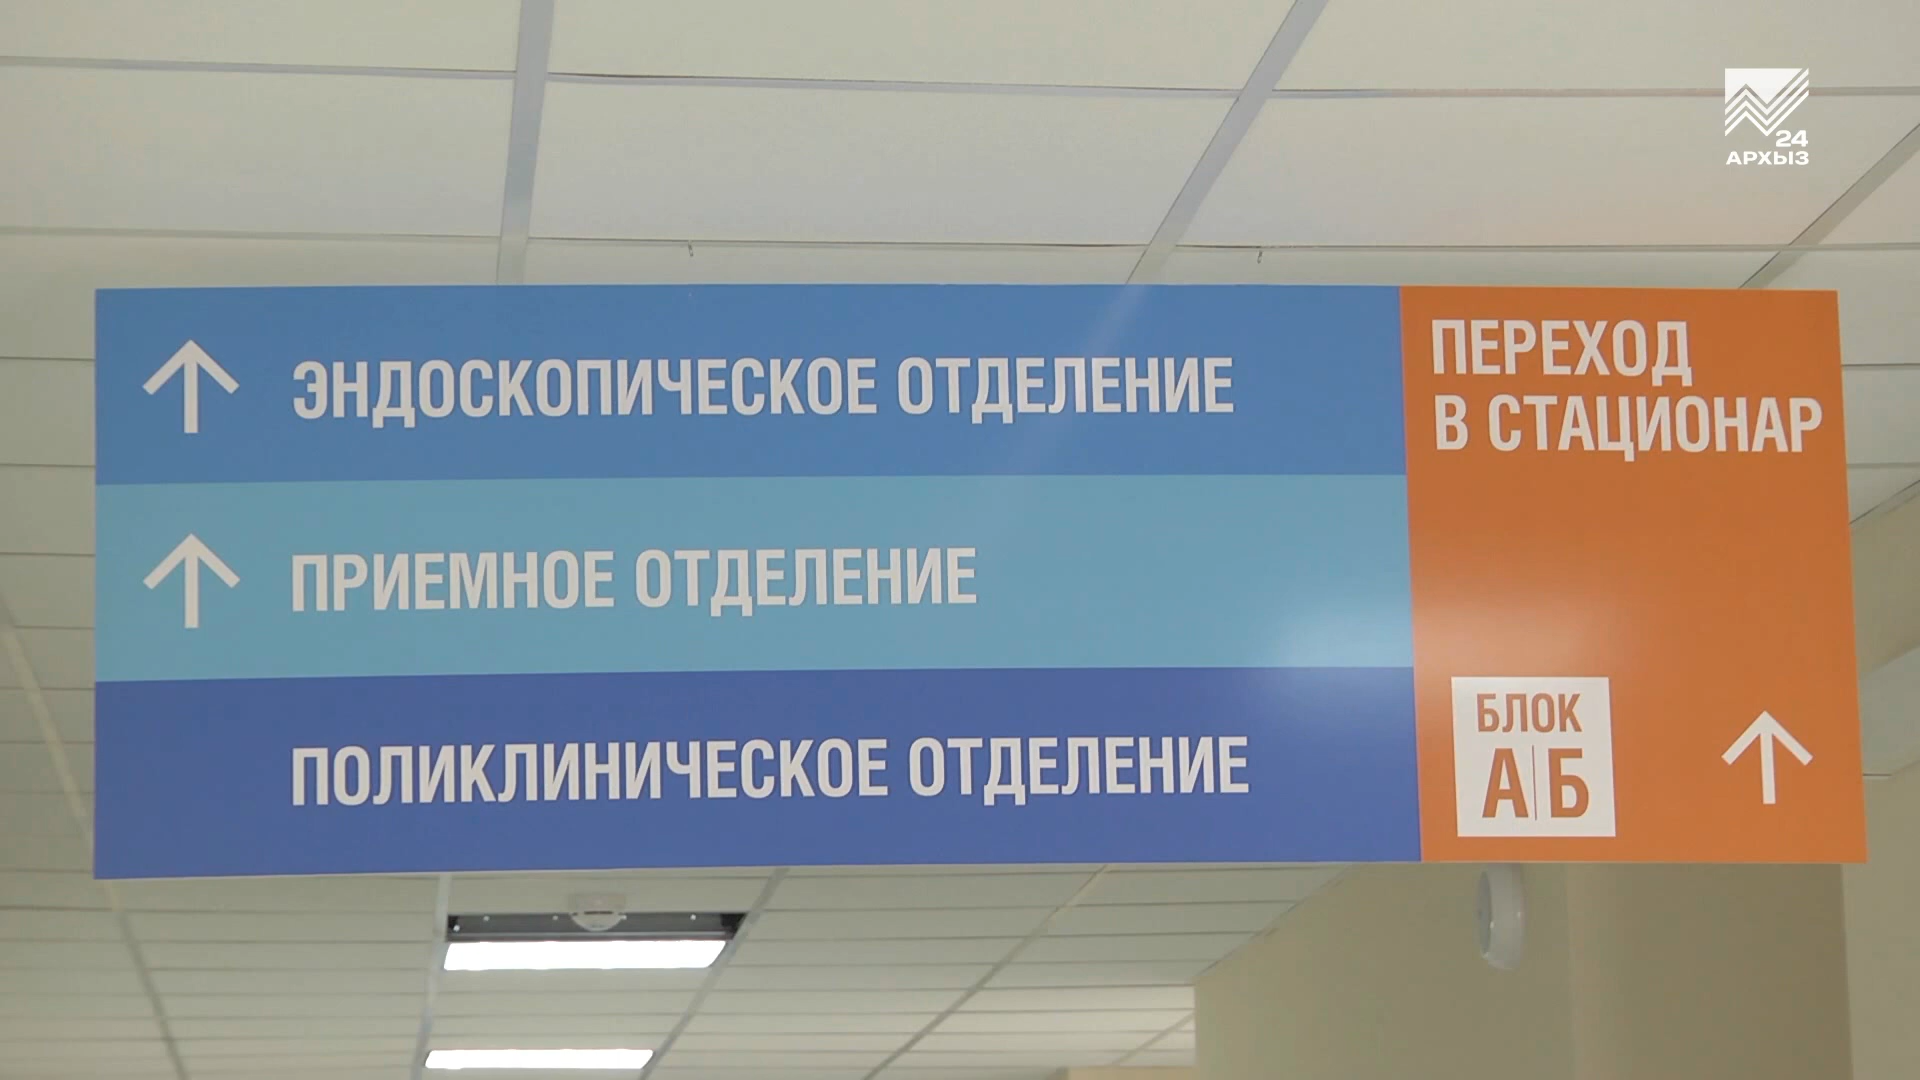 24
АРХЫЗ
ЭНДОСКОПИЧЕСКОЕ ОТДЕЛЕНИЕ
ПРИЕМНОЕ ОТДЕЛЕНИЕ
ПОЛИКЛИНИЧЕСКОЕ ОТДЕЛЕНИЕ
ПЕРЕХОД
В СТАЦИОНАР
БЛОК
А|Б